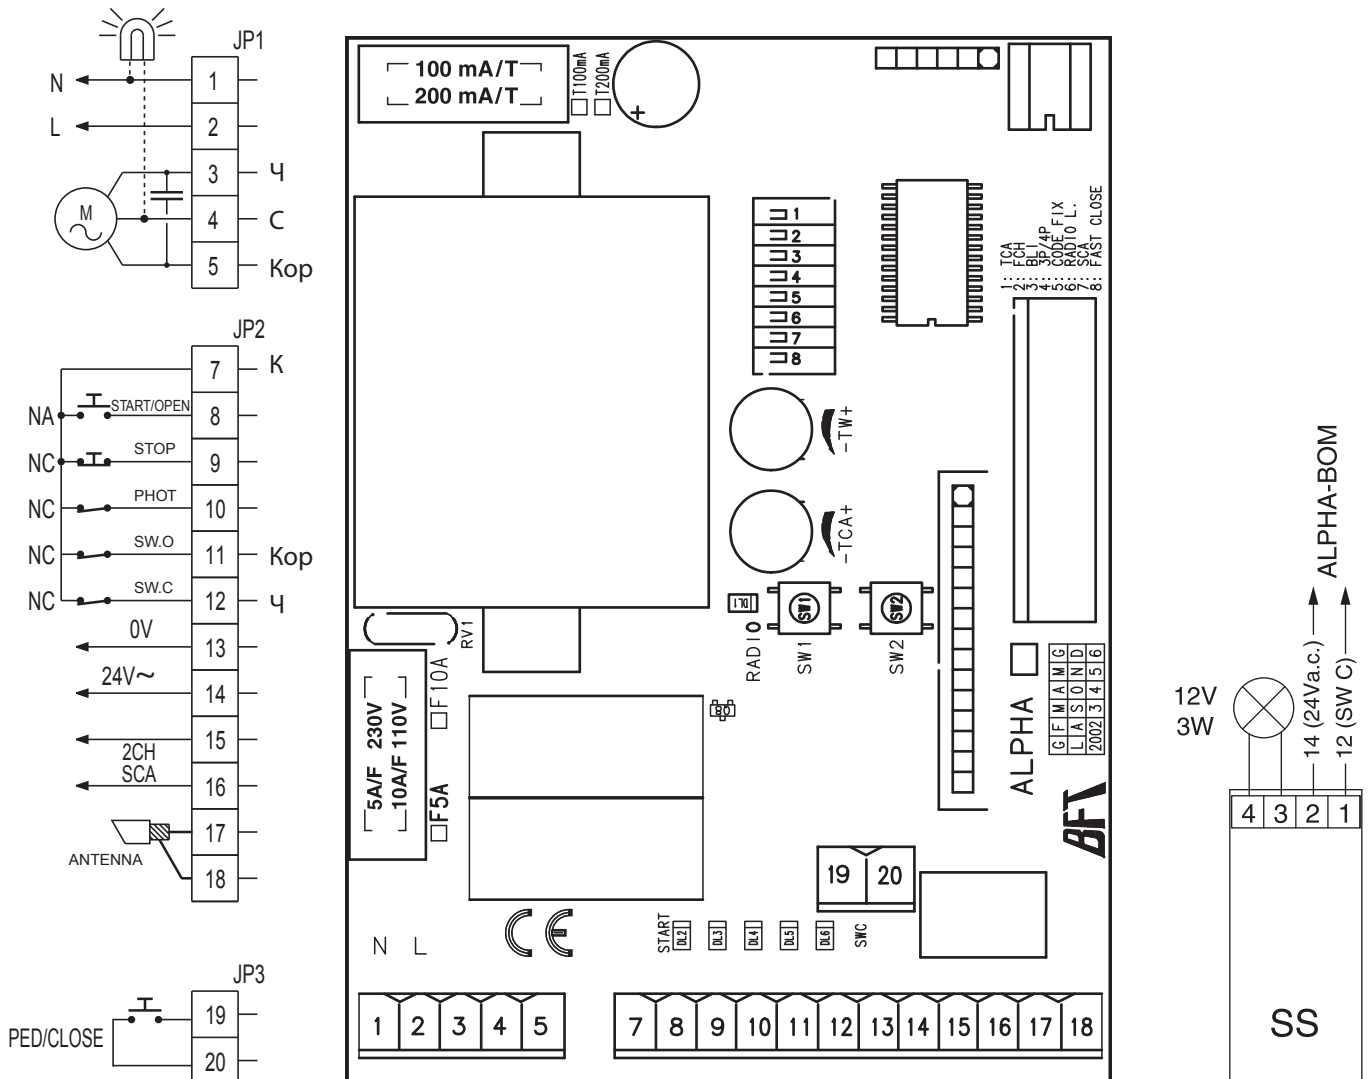 JP1
N
L
M
1
2
3
4
5
Ч
С
Кор
JP2
7
К
NA
START/OPEN
8
NC
STOP
9
NC
PHOT
10
NC
SW.O
11
Кор
NC
SW.C
12
Ч
0V
13
24V~
14
15
2CH
SCA
16
17
ANTENNA
18
JP3
PED/CLOSE
19
20
100 mA/T
200 mA/T
T100mA
T200mA
+
1
2
3
4
5
6
7
8
1: TCA
2: FCH
3: BLI
4: 3P/4P
5: CODE FIX
6: RADIO L.
7: SCA
8: FAST CLOSE
-TW+
-TCA+
DL1
RADIO
SW1
SW1
SW2
SW2
RV1
F10A
F5A
5A/F 230V
10A/F 110V
ALPHA
G F M A M G
L A S O N D
2002 3 4 5 6
BFT
19 20
START
DL2
DL3
DL4
DL5
DL6
SWC
CE
N L
1 2 3 4 5
7 8 9 10 11 12 13 14 15 16 17 18
ALPHA-BOM
14 (24Va.c.)
12 (SW C)
12V
3W
4 3 2 1
SS